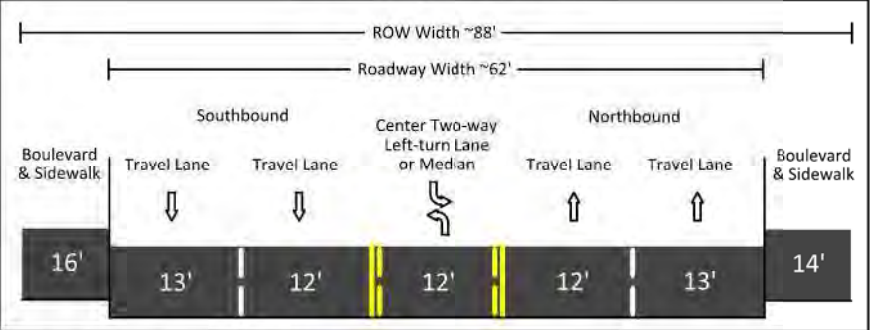 ROW Width ~88'
Roadway Width ~62'
Southbound
Northbound
Center Two-way
Left-turn Lane
or Median
Boulevard
& Sidewalk
Travel Lane
Travel Lane
Travel Lane
Travel Lane
Boulevard
& Sidewalk
16'
13'
12'
12'
12'
13'
14'